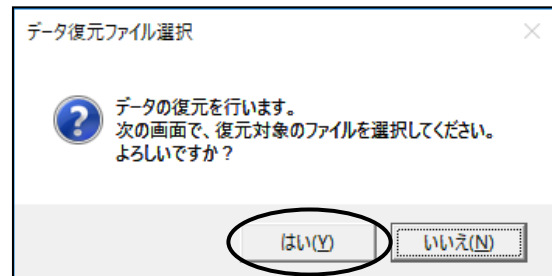 データ復元ファイル選択
データの復元を行います。
次の画面で、復元対象のファイルを選択してください。
よろしいですか？
はい(Y)
いいえ(N)